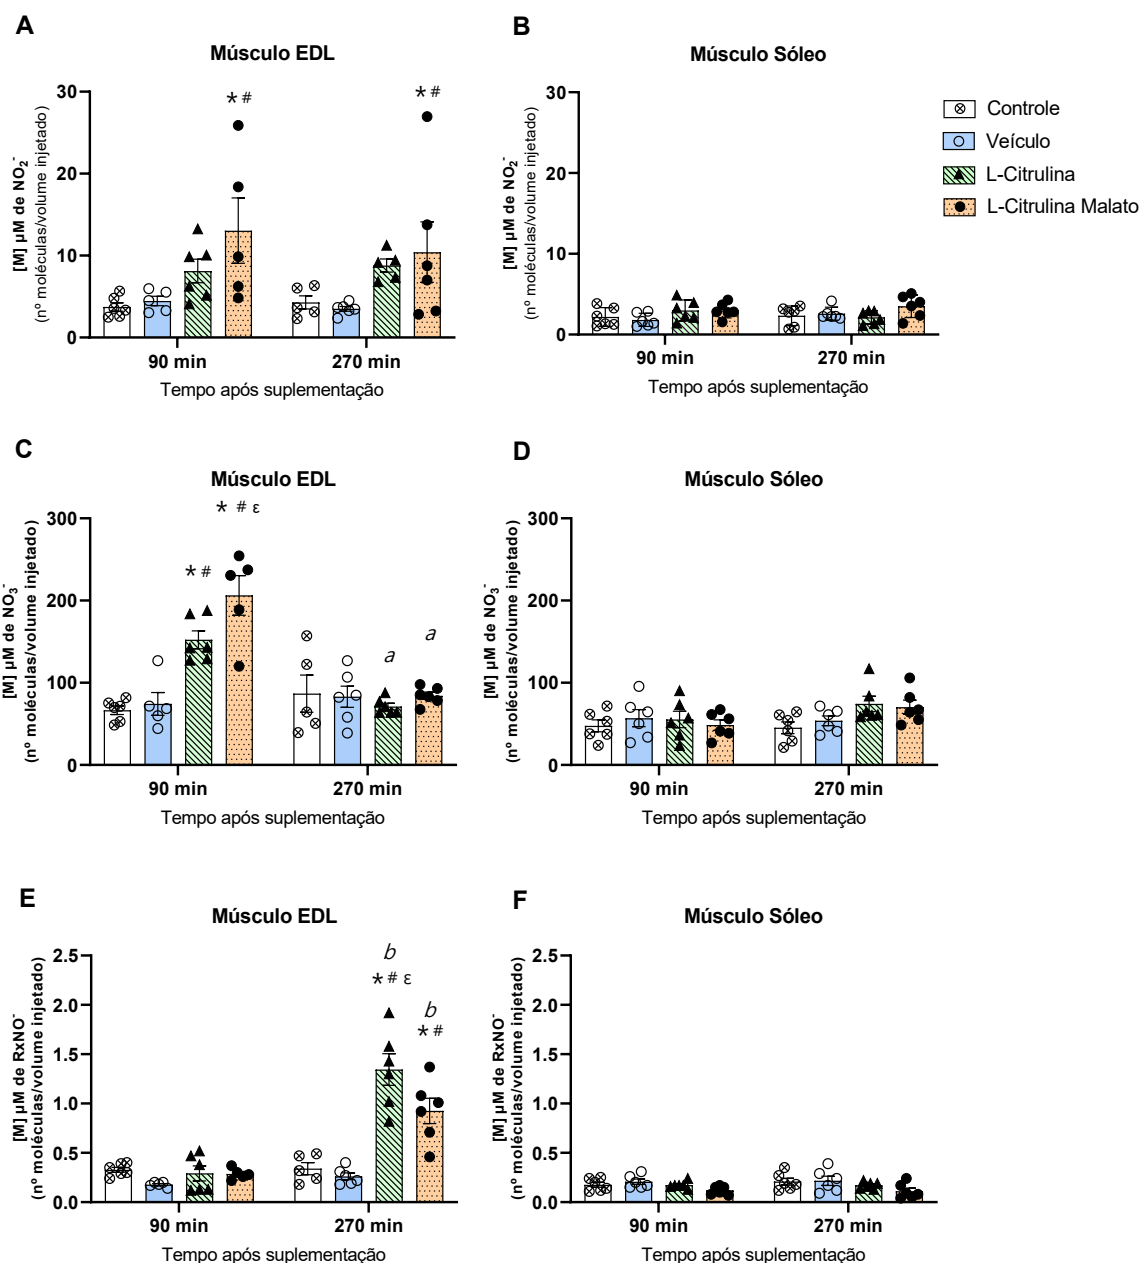 A
Músculo EDL
[M] µM de NO2-
(nº moléculas/volume injetado)
30
20
10
0
* #
* #
90 min
270 min
Tempo após suplementação
B
Músculo Sóleo
[M] µM de NO2-
(nº moléculas/volume injetado)
30
20
10
0
90 min
270 min
Tempo após suplementação
Controle
Veículo
L-Citrulina
L-Citrulina Malato
C
Músculo EDL
[M] µM de NO3-
(nº moléculas/volume injetado)
300
200
100
0
* #
* # ε
a
a
90 min
270 min
Tempo após suplementação
D
Músculo Sóleo
[M] µM de NO3-
(nº moléculas/volume injetado)
300
200
100
0
90 min
270 min
Tempo após suplementação
E
Músculo EDL
[M] µM de RxNO-
(nº moléculas/volume injetado)
2.5
2.0
1.5
1.0
0.5
0.0
b
* # ε
b
* #
90 min
270 min
Tempo após suplementação
F
Músculo Sóleo
[M] µM de RxNO-
(nº moléculas/volume injetado)
2.5
2.0
1.5
1.0
0.5
0.0
90 min
270 min
Tempo após suplementação